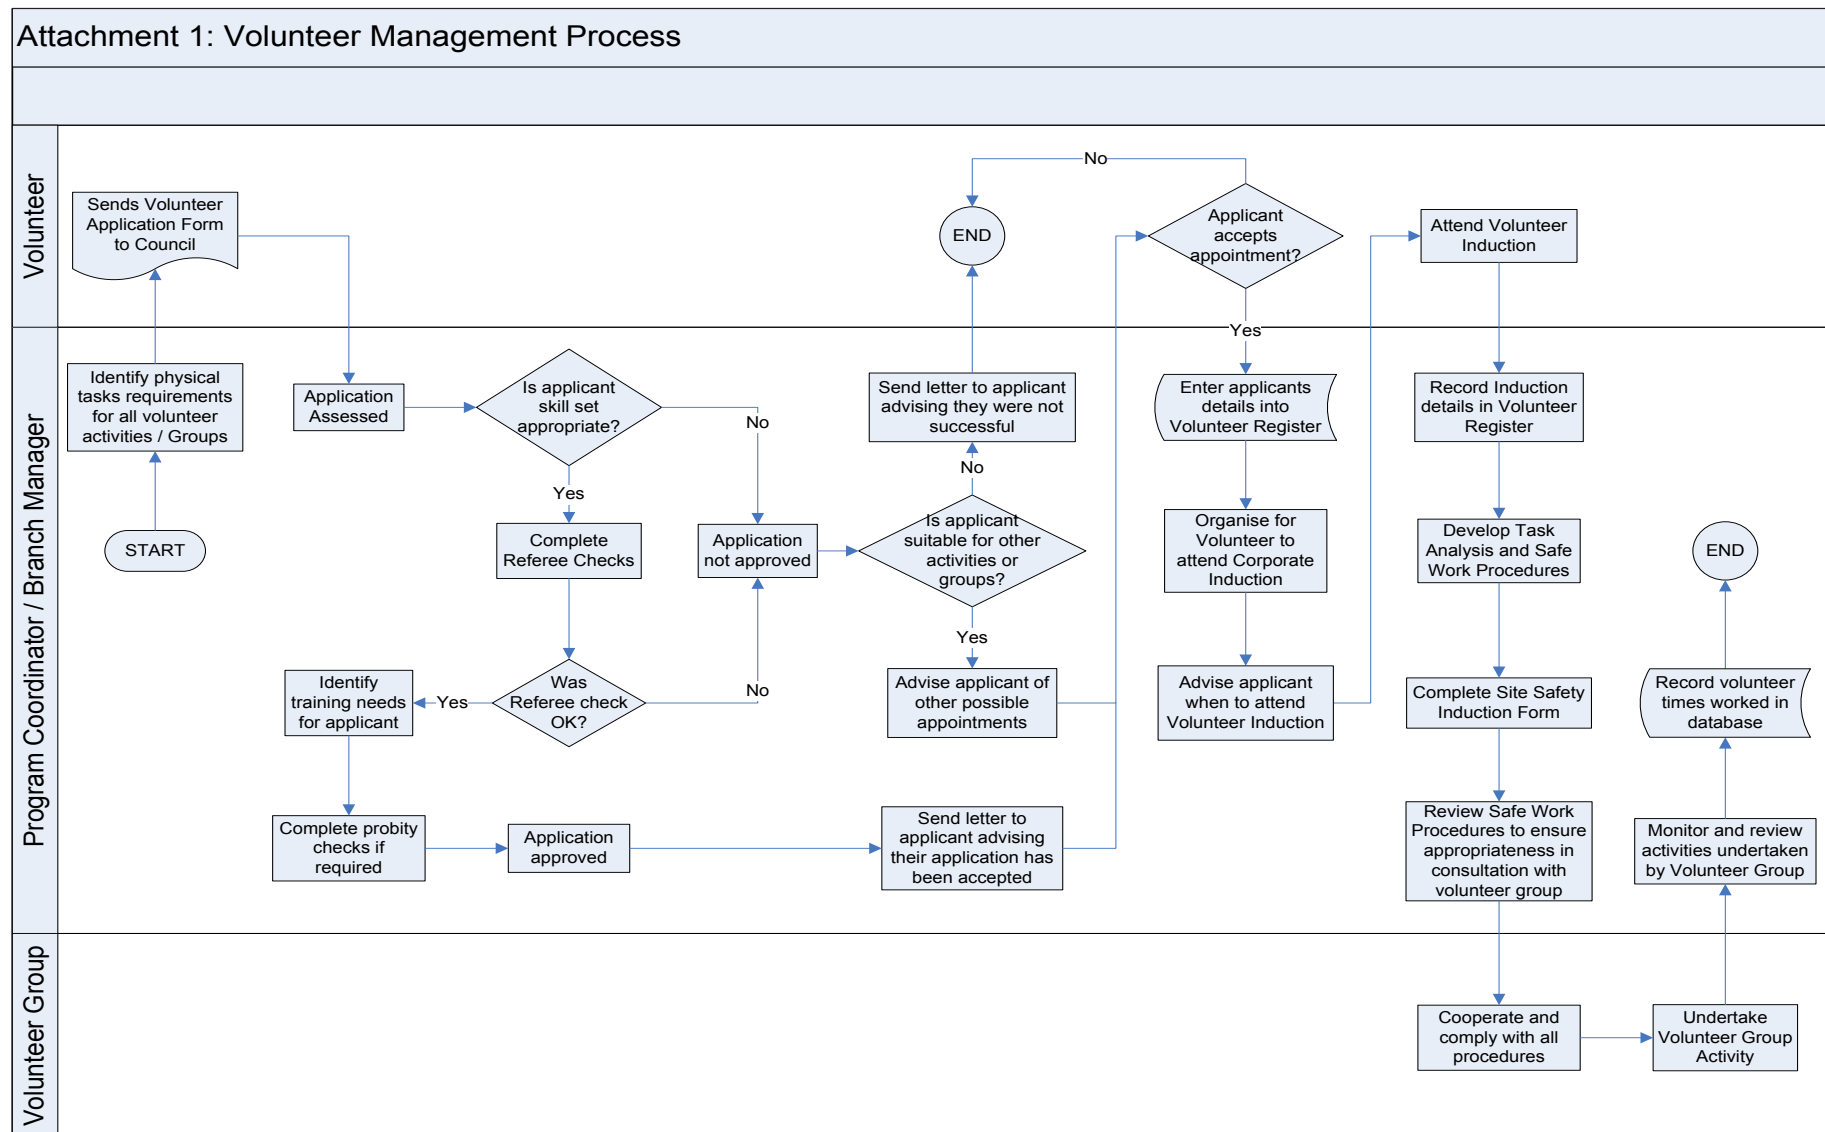 Attachment 1: Volunteer Management Process
Volunteer
Sends Volunteer
Application Form
to Council
END
No
Applicant
accepts
appointment?
Yes
Attend Volunteer
Induction
Program Coordinator / Branch Manager
START
Identify physical
tasks requirements
for all volunteer
activities / Groups
Application
Assessed
Is applicant
skill set
appropriate?
No
Yes
Complete
Referee Checks
Was
Referee check
OK?
No
Yes
Identify
training needs
for applicant
Complete probity
checks if
required
Application
approved
Application
not approved
Is applicant
suitable for other
activities or
groups?
No
Send letter to applicant
advising they were not
successful
Yes
Advise applicant of
other possible
appointments
Send letter to
applicant advising
their application has
been accepted
Enter applicants
details into
Volunteer Register
Organise for
Volunteer to
attend Corporate
Induction
Advise applicant
when to attend
Volunteer Induction
Record Induction
details in Volunteer
Register
Develop Task
Analysis and Safe
Work Procedures
Complete Site Safety
Induction Form
Review Safe Work
Procedures to ensure
appropriateness in
consultation with
volunteer group
END
Record volunteer
times worked in
database
Monitor and review
activities undertaken
by Volunteer Group
Volunteer Group
Cooperate and
comply with all
procedures
Undertake
Volunteer Group
Activity